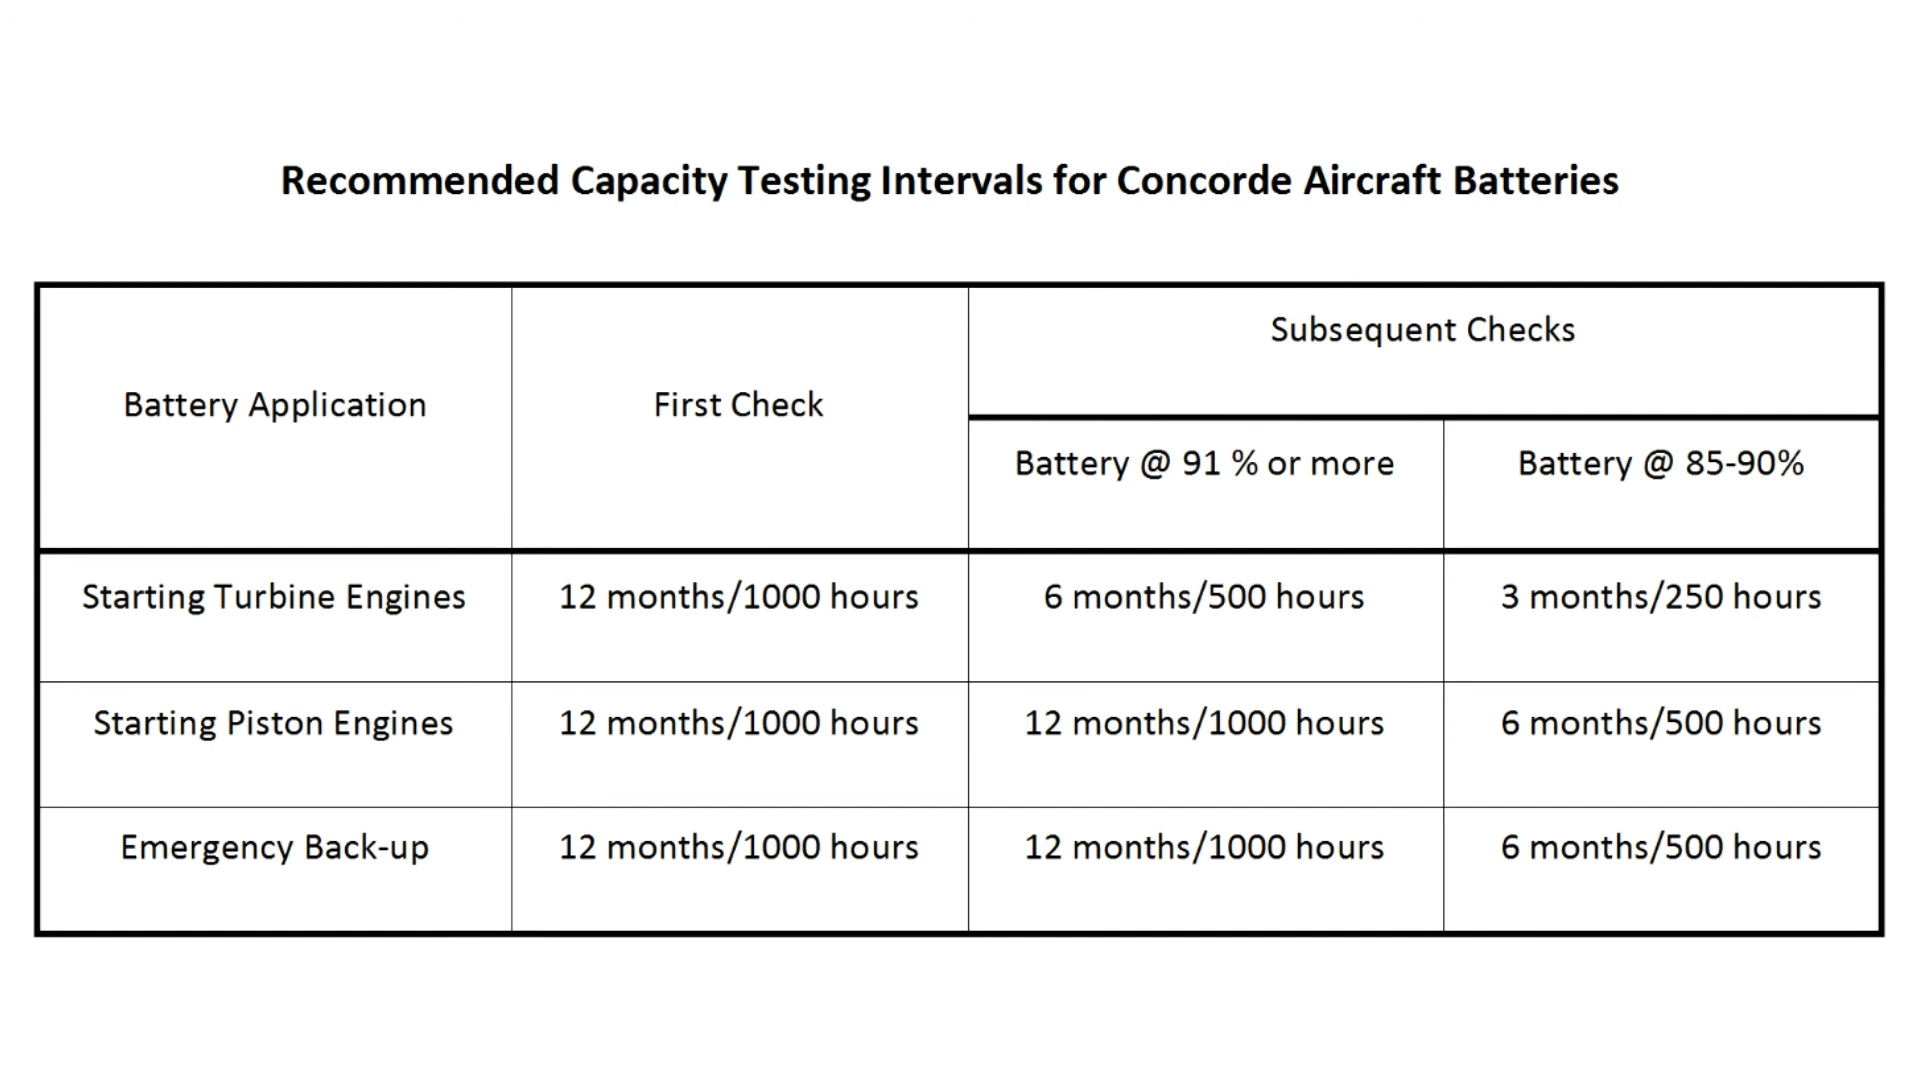 Recommended Capacity Testing Intervals for Concorde Aircraft Batteries
Battery Application
First Check
Subsequent Checks
Battery @ 91 % or more
Battery @ 85-90%
Starting Turbine Engines
12 months/1000 hours
6 months/500 hours
3 months/250 hours
Starting Piston Engines
12 months/1000 hours
12 months/1000 hours
6 months/500 hours
Emergency Back-up
12 months/1000 hours
12 months/1000 hours
6 months/500 hours